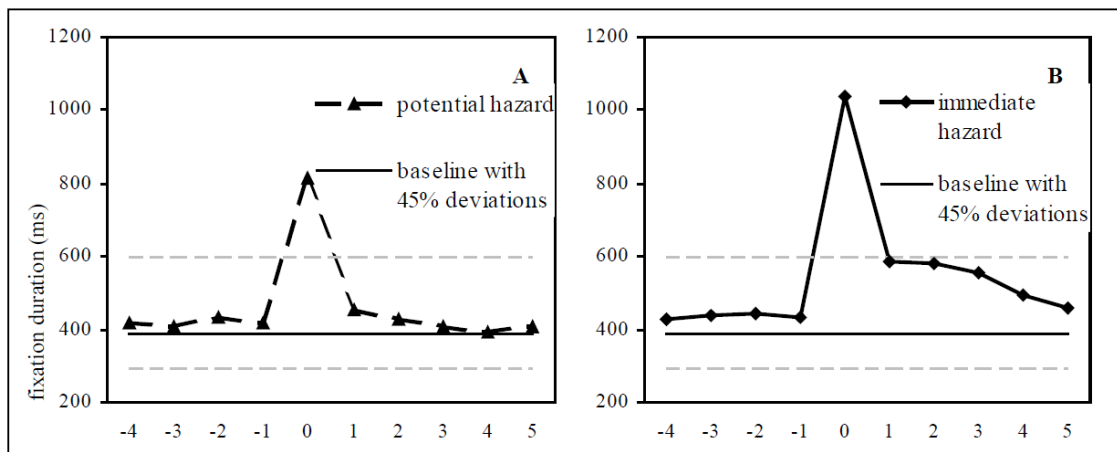 fixation duration (ms)
1200
1000
800
600
400
200
A
potential hazard
baseline with
45% deviations
-4 -3 -2 -1 0 1 2 3 4 5
1200
1000
800
600
400
200
B
immediate
hazard
baseline with
45% deviations
-4 -3 -2 -1 0 1 2 3 4 5